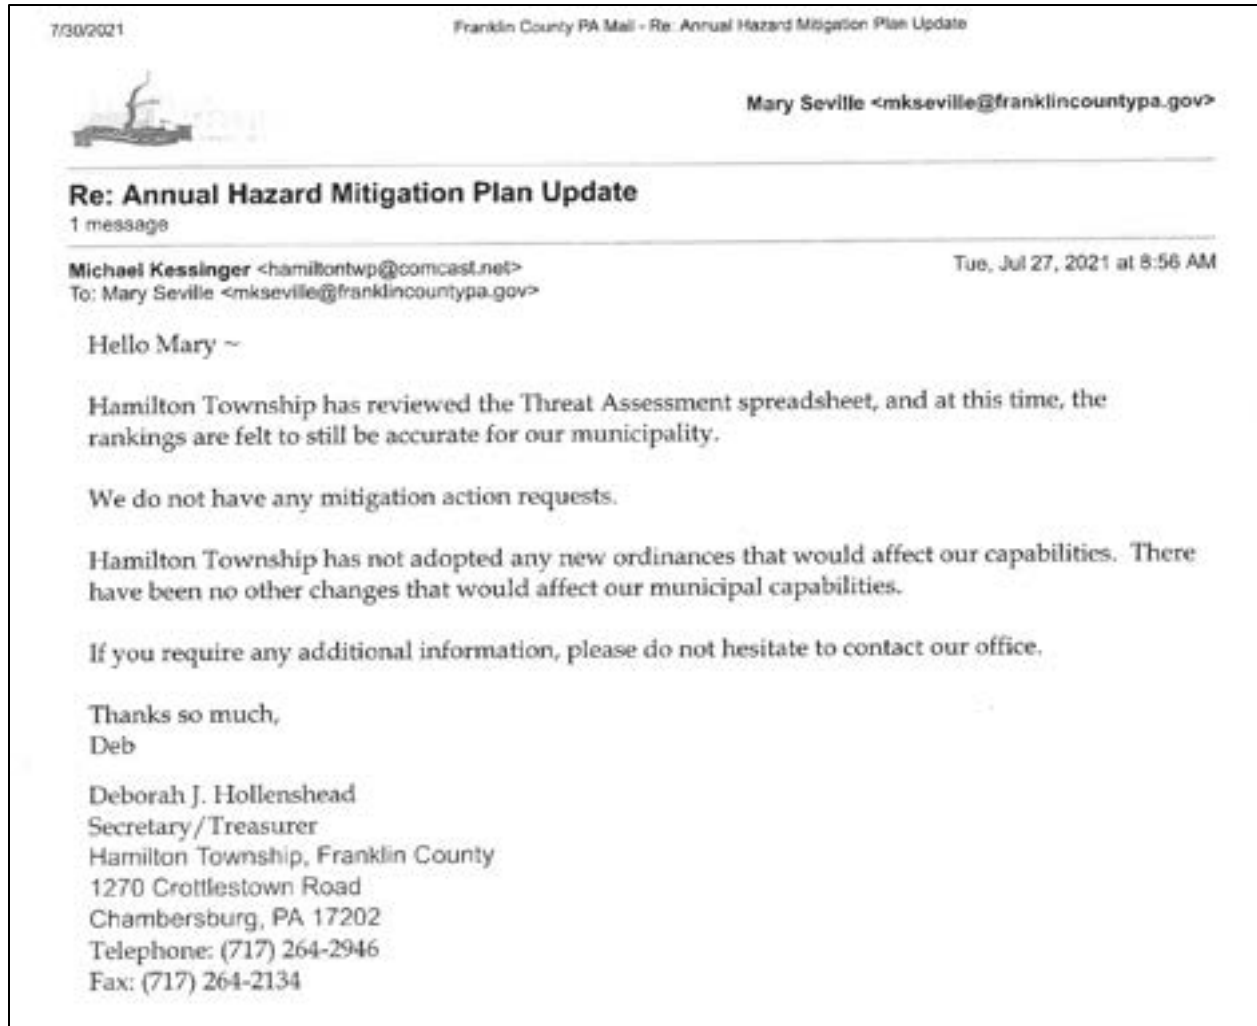 7/30/2021
Franklin County PA Mail - Re: Annual Hazard Mitigation Plan Update
Mary Seville <mkseville@franklincountypa.gov>
Re: Annual Hazard Mitigation Plan Update
1 message
Michael Kessinger <hamiltontwp@comcast.net>
Tue, Jul 27, 2021 at 8:56 AM
To: Mary Seville <mkseville@franklincountypa.gov>
Hello Mary ~
Hamilton Township has reviewed the Threat Assessment spreadsheet, and at this time, the
rankings are felt to still be accurate for our municipality.
We do not have any mitigation action requests.
Hamilton Township has not adopted any new ordinances that would affect our capabilities. There
have been no other changes that would affect our municipal capabilities.
If you require any additional information, please do not hesitate to contact our office.
Thanks so much,
Deb
Deborah J. Hollenshead
Secretary/Treasurer
Hamilton Township, Franklin County
1270 Crottlestown Road
Chambersburg, PA 17202
Telephone: (717) 264-2946
Fax: (717) 264-2134